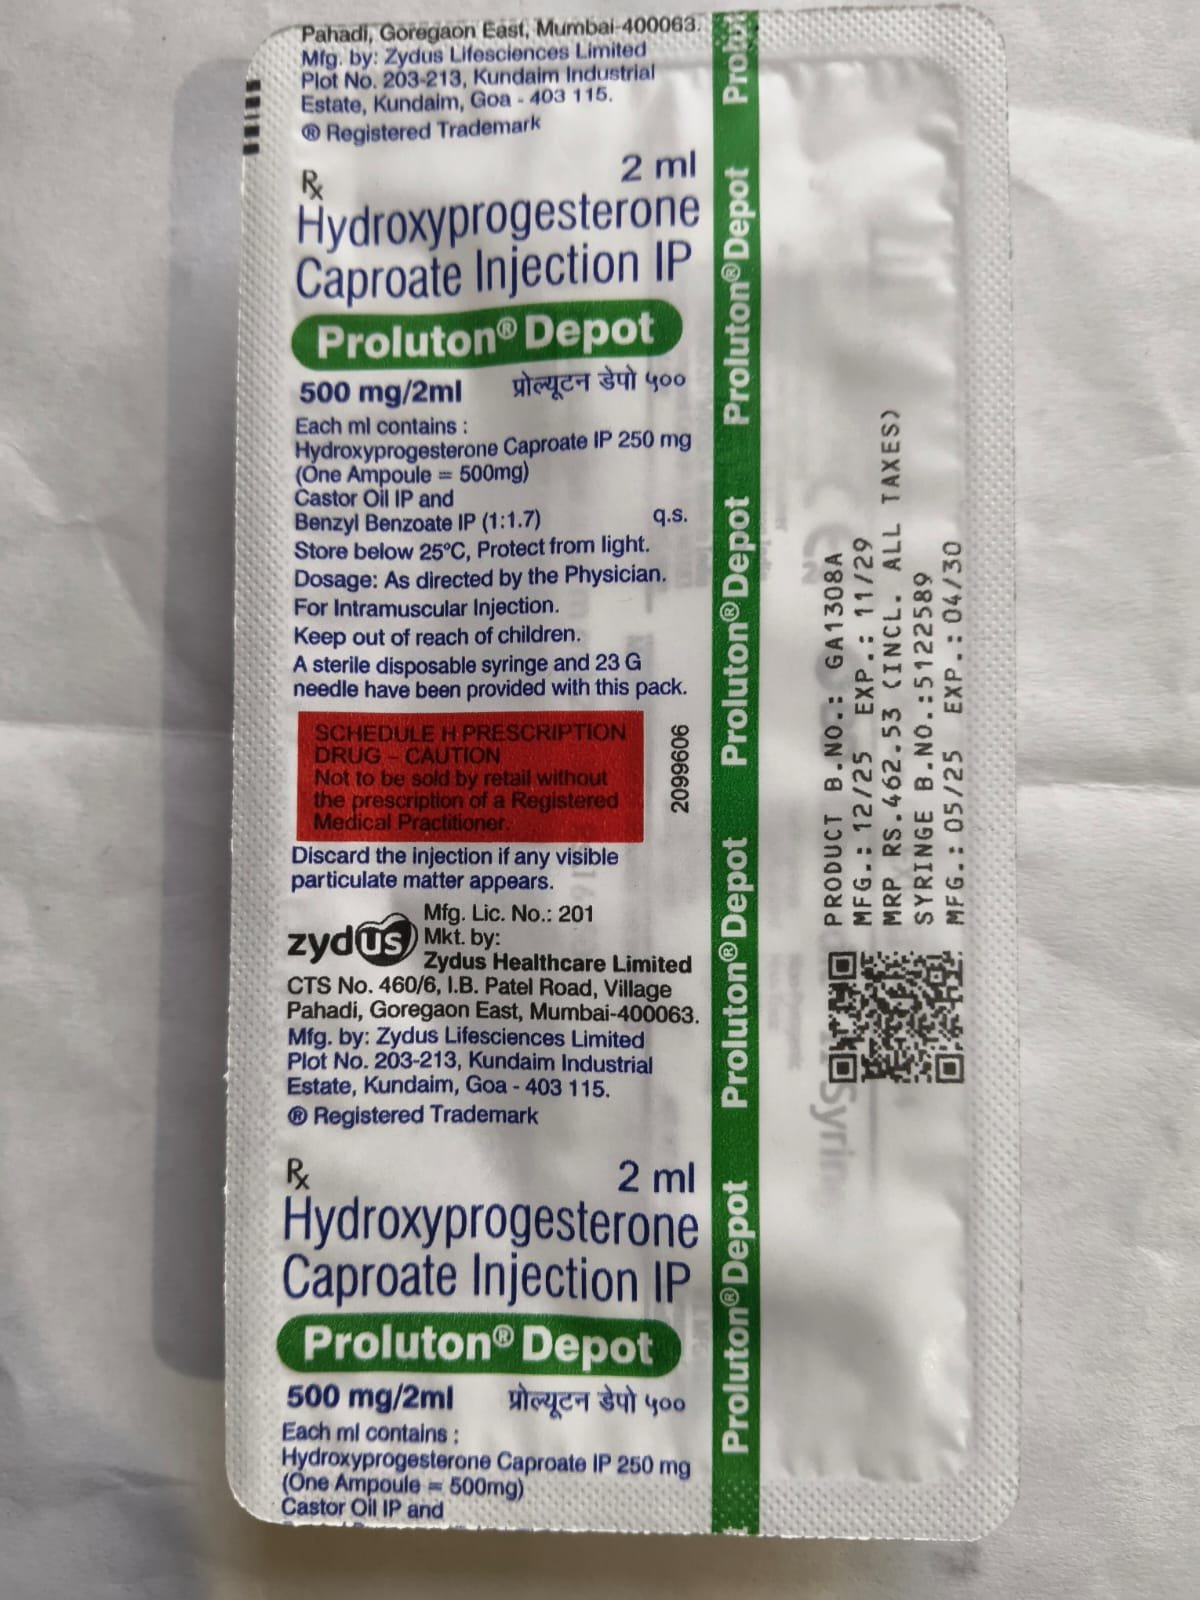 Pahadi, Goregaon East, Mumbai-400063.
Mfg. by: Zydus Lifesciences Limited
Plot No. 203-213, Kundaim Industrial
Estate, Kundaim, Goa - 403 115.
® Registered Trademark
Rx 2 ml
Hydroxyprogesterone
Caproate Injection IP
Proluton® Depot
500 mg/2ml प्रोल्यूटन डेपो ५००
Each ml contains :
Hydroxyprogesterone Caproate IP 250 mg
(One Ampoule = 500mg)
Castor Oil IP and
Benzyl Benzoate IP (1:1.7) q.s.
Store below 25°C, Protect from light.
Dosage: As directed by the Physician.
For Intramuscular Injection.
Keep out of reach of children.
A sterile disposable syringe and 23 G
needle have been provided with this pack.
SCHEDULE H PRESCRIPTION
DRUG – CAUTION
Not to be sold by retail without
the prescription of a Registered
Medical Practitioner.
2099606
Discard the injection if any visible
particulate matter appears.
zydus
Mfg. Lic. No.: 201
Mkt. by:
Zydus Healthcare Limited
CTS No. 460/6, I.B. Patel Road, Village
Pahadi, Goregaon East, Mumbai-400063.
Mfg. by: Zydus Lifesciences Limited
Plot No. 203-213, Kundaim Industrial
Estate, Kundaim, Goa - 403 115.
® Registered Trademark
Rx 2 ml
Hydroxyprogesterone
Caproate Injection IP
Proluton® Depot
500 mg/2ml प्रोल्यूटन डेपो ५००
Each ml contains :
Hydroxyprogesterone Caproate IP 250 mg
(One Ampoule = 500mg)
Castor Oil IP and
Proluton® Depot
Proluton® Depot
Proluton® Depot
Proluton® Depot
Prolu
PRODUCT B.NO.: GA1308A
MFG.: 12/25 EXP.: 11/29
MRP RS.462.53 (INCL. ALL TAXES)
SYRINGE B.NO.:5122589
MFG.: 05/25 EXP.: 04/30